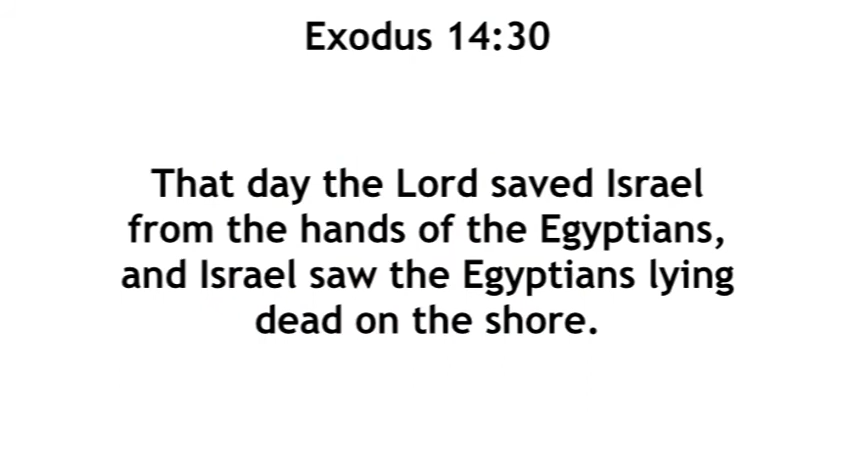 Exodus 14:30
That day the Lord saved Israel
from the hands of the Egyptians,
and Israel saw the Egyptians lying
dead on the shore.